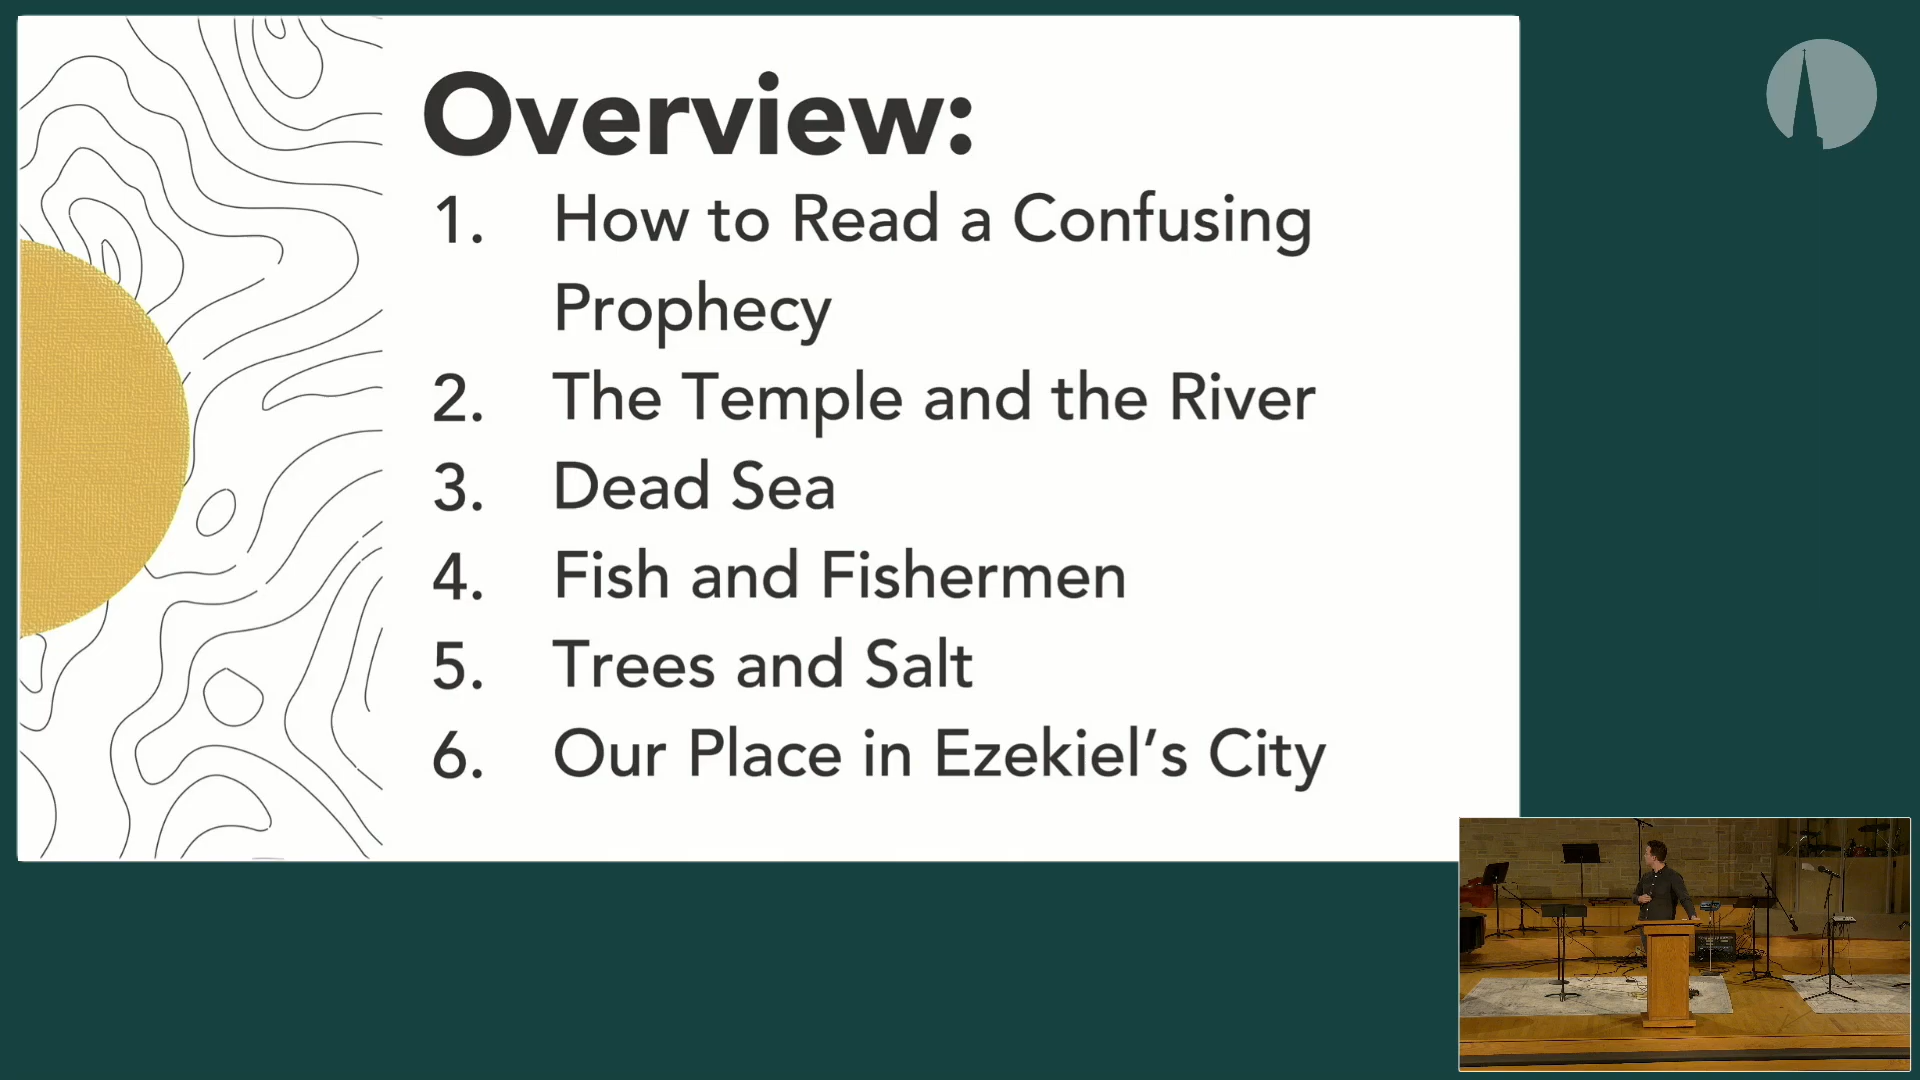 Overview:
1. How to Read a Confusing
Prophecy
2. The Temple and the River
3. Dead Sea
4. Fish and Fishermen
5. Trees and Salt
6. Our Place in Ezekiel's City